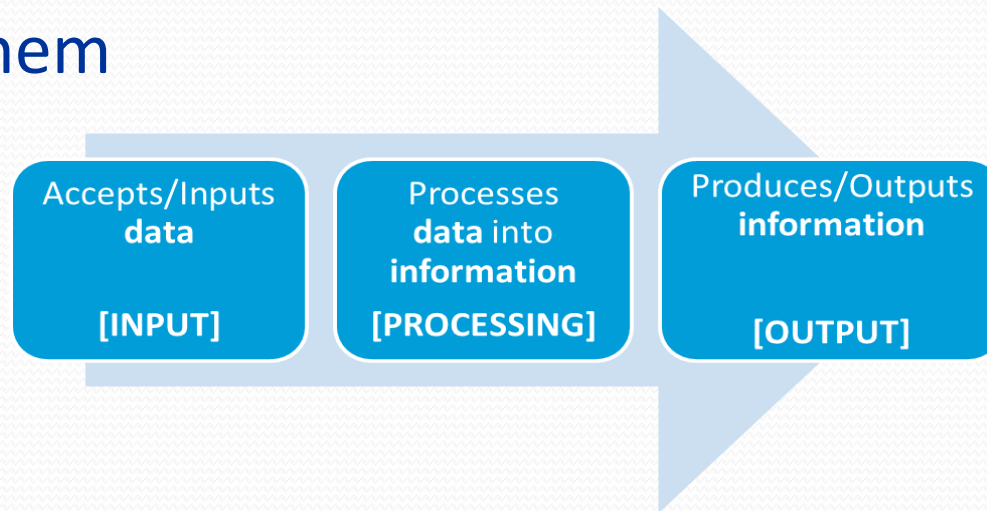 hem
Accepts/Inputs
data
[INPUT]
Processes
data into
information
[PROCESSING]
Produces/Outputs
information
[OUTPUT]